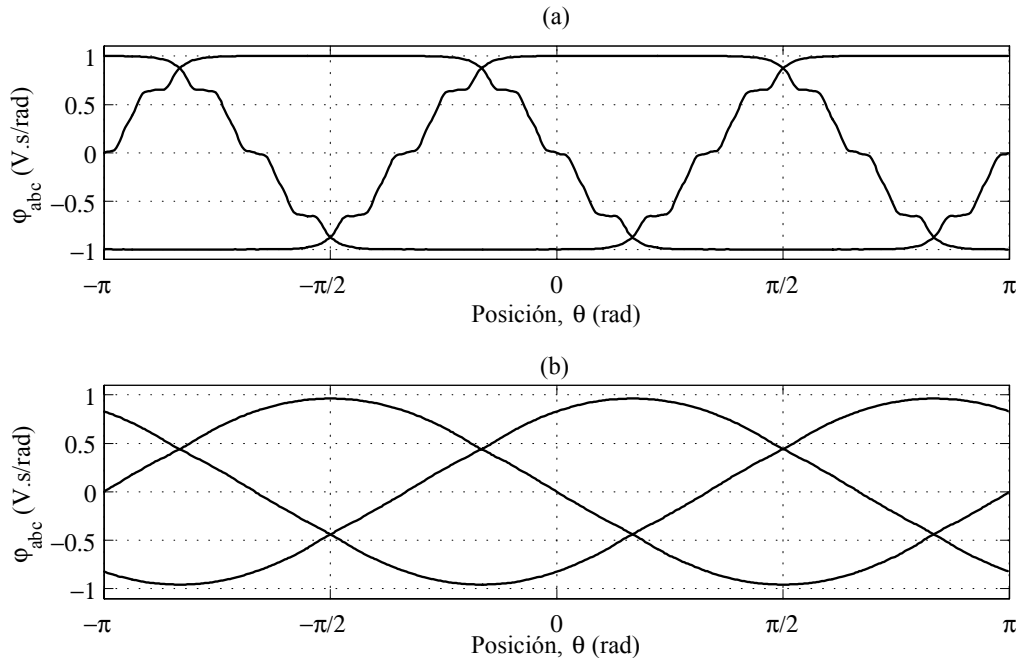 (a)
φabc (V.s/rad)
1
0.5
0
−0.5
−1
−π
−π/2
0
π/2
π
Posición, θ (rad)
(b)
φabc (V.s/rad)
1
0.5
0
−0.5
−1
−π
−π/2
0
π/2
π
Posición, θ (rad)